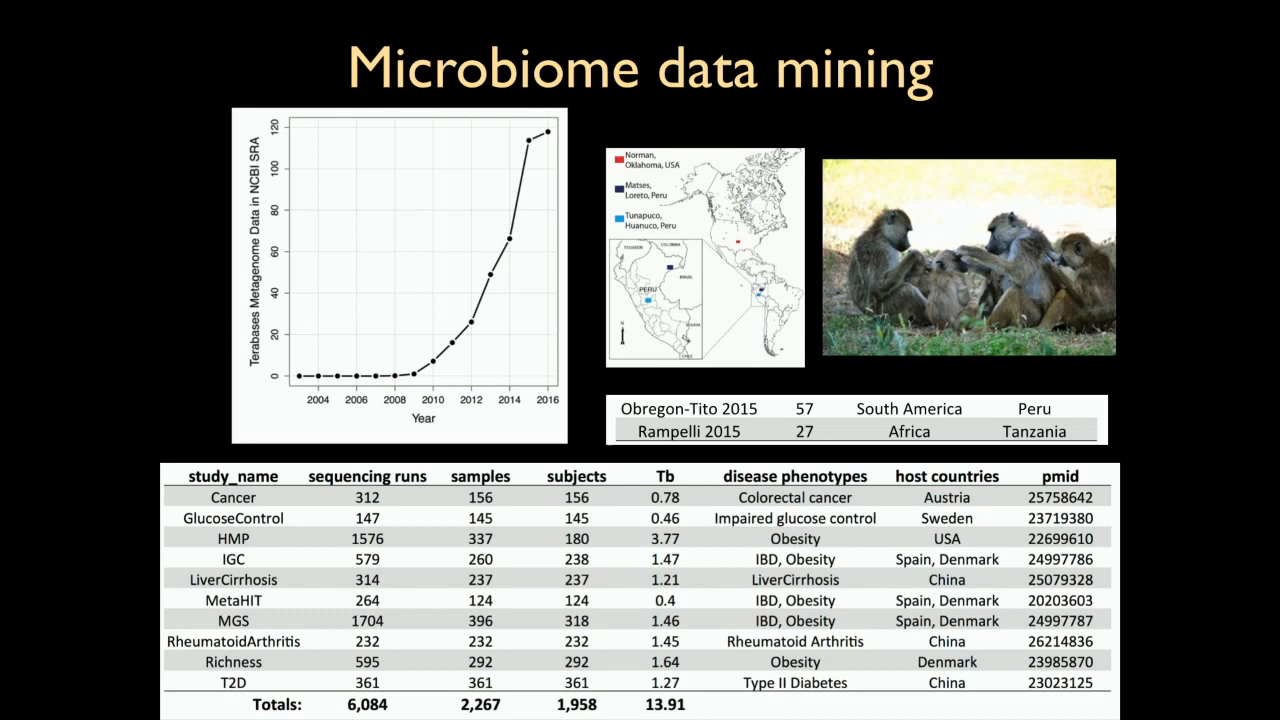 Microbiome data mining
Terabases Metagenome Data in NCBI SRA
120
100
80
60
40
20
0
2004 2006 2008 2010 2012 2014 2016
Year
Norman,
Oklahoma, USA
Matses,
Loreto, Peru
Tunapuco,
Huanuco, Peru
ECUADOR COLOMBIA
BRAZIL
PERU
BOLIVIA
N
Obregon-Tito 2015 57 South America Peru
Rampelli 2015 27 Africa Tanzania
study_name sequencing runs samples subjects Tb disease phenotypes host countries pmid
Cancer 312 156 156 0.78 Colorectal cancer Austria 25758642
GlucoseControl 147 145 145 0.46 Impaired glucose control Sweden 23719380
HMP 1576 337 180 3.77 Obesity USA 22699610
IGC 579 260 238 1.47 IBD, Obesity Spain, Denmark 24997786
LiverCirrhosis 314 237 237 1.21 LiverCirrhosis China 25079328
MetaHIT 264 124 124 0.4 IBD, Obesity Spain, Denmark 20203603
MGS 1704 396 318 1.46 IBD, Obesity Spain, Denmark 24997787
RheumatoidArthritis 232 232 232 1.45 Rheumatoid Arthritis China 26214836
Richness 595 292 292 1.64 Obesity Denmark 23985870
T2D 361 361 361 1.27 Type II Diabetes China 23023125
Totals: 6,084 2,267 1,958 13.91